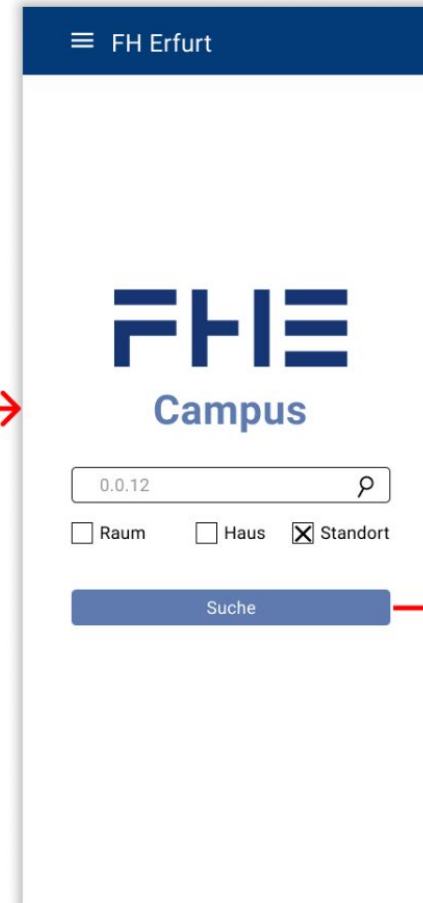 FH Erfurt
FHE
Campus
0.0.12
Raum Haus Standort
Suche